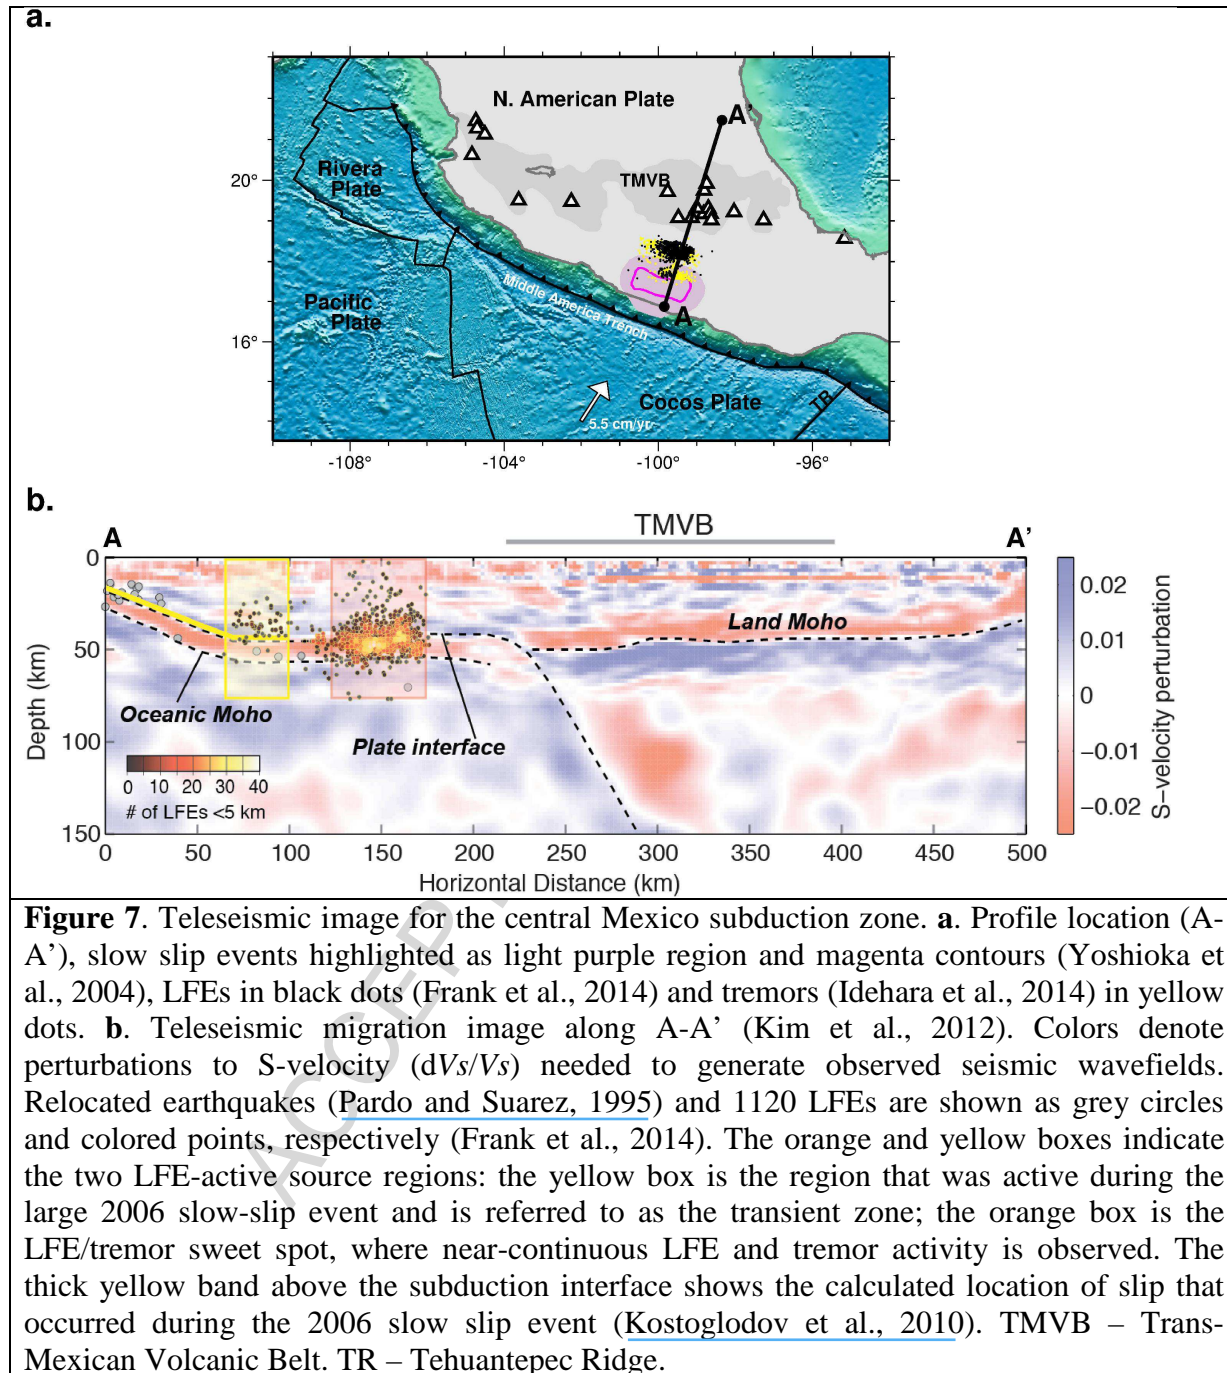 a.
N. American Plate
A'
20°
Rivera
Plate
TMVB
Pacific
Plate
Middle America Trench
A
16°
Cocos Plate
TR
5.5 cm/yr
-108°
-104°
-100°
-96°
b.
TMVB
A
A'
0
50
100
150
Depth (km)
Land Moho
Oceanic Moho
Plate interface
0 10 20 30 40
# of LFEs <5 km
0 50 100 150 200 250 300 350 400 450 500
Horizontal Distance (km)
0.02
0.01
0
−0.01
−0.02
S−velocity perturbation
ACCEP
Figure 7. Teleseismic image for the central Mexico subduction zone. a. Profile location (A-
A’), slow slip events highlighted as light purple region and magenta contours (Yoshioka et
al., 2004), LFEs in black dots (Frank et al., 2014) and tremors (Idehara et al., 2014) in yellow
dots. b. Teleseismic migration image along A-A’ (Kim et al., 2012). Colors denote
perturbations to S-velocity (dVs/Vs) needed to generate observed seismic wavefields.
Relocated earthquakes (Pardo and Suarez, 1995) and 1120 LFEs are shown as grey circles
and colored points, respectively (Frank et al., 2014). The orange and yellow boxes indicate
the two LFE-active source regions: the yellow box is the region that was active during the
large 2006 slow-slip event and is referred to as the transient zone; the orange box is the
LFE/tremor sweet spot, where near-continuous LFE and tremor activity is observed. The
thick yellow band above the subduction interface shows the calculated location of slip that
occurred during the 2006 slow slip event (Kostoglodov et al., 2010). TMVB – Trans-
Mexican Volcanic Belt. TR – Tehuantepec Ridge.